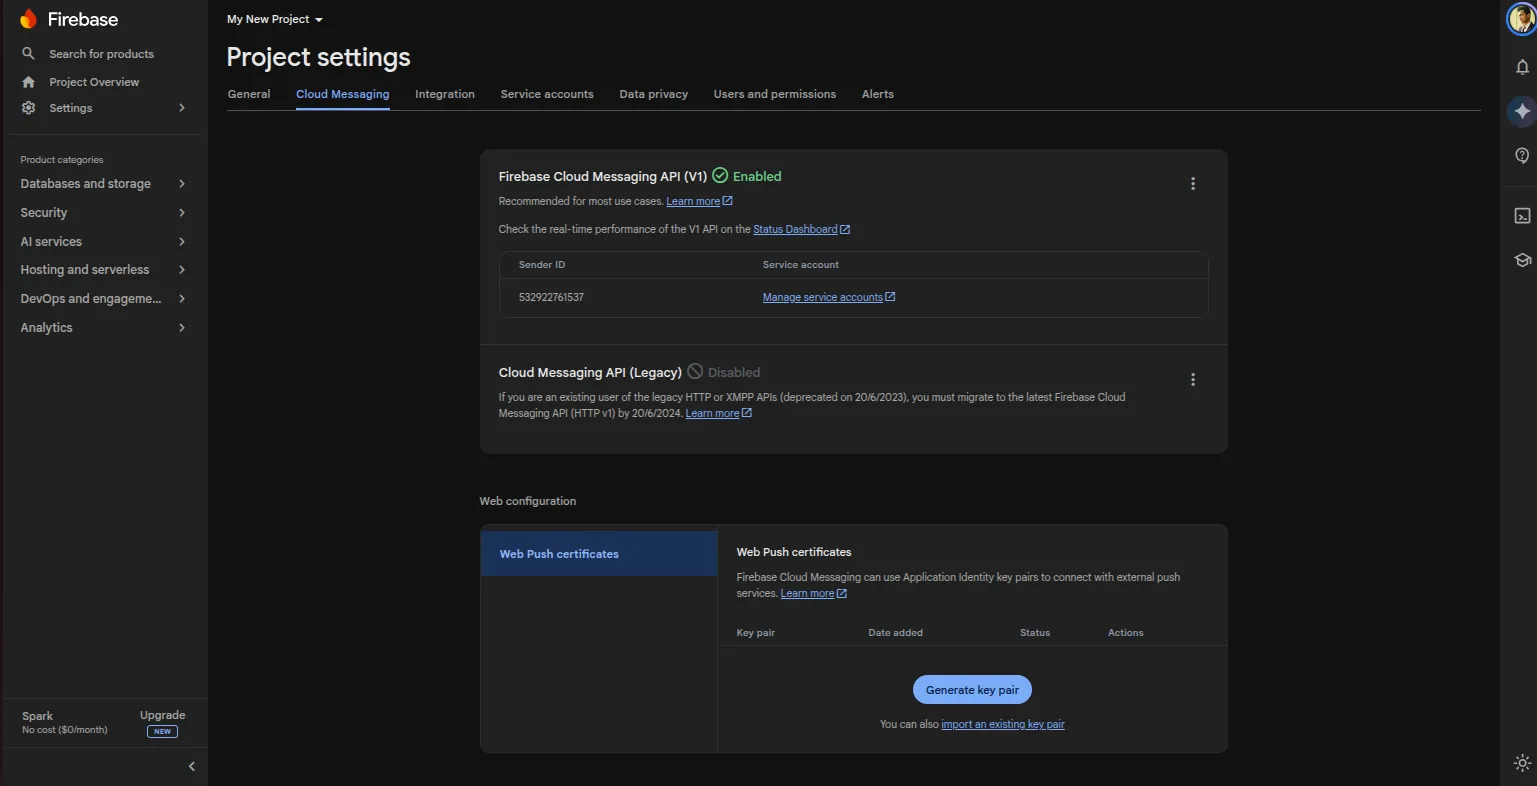 Firebase
Search for products
Project Overview
Settings
Product categories
Databases and storage
Security
AI services
Hosting and serverless
DevOps and engageme...
Analytics
Spark
No cost ($0/month)
Upgrade
NEW
My New Project
Project settings
General Cloud Messaging Integration Service accounts Data privacy Users and permissions Alerts
Firebase Cloud Messaging API (V1) Enabled
Recommended for most use cases. Learn more
Check the real-time performance of the V1 API on the Status Dashboard
Sender ID Service account
532922761537 Manage service accounts
Cloud Messaging API (Legacy) Disabled
If you are an existing user of the legacy HTTP or XMPP APIs (deprecated on 20/6/2023), you must migrate to the latest Firebase Cloud
Messaging API (HTTP v1) by 20/6/2024. Learn more
Web configuration
Web Push certificates
Web Push certificates
Firebase Cloud Messaging can use Application Identity key pairs to connect with external push
services. Learn more
Key pair Date added Status Actions
Generate key pair
You can also import an existing key pair